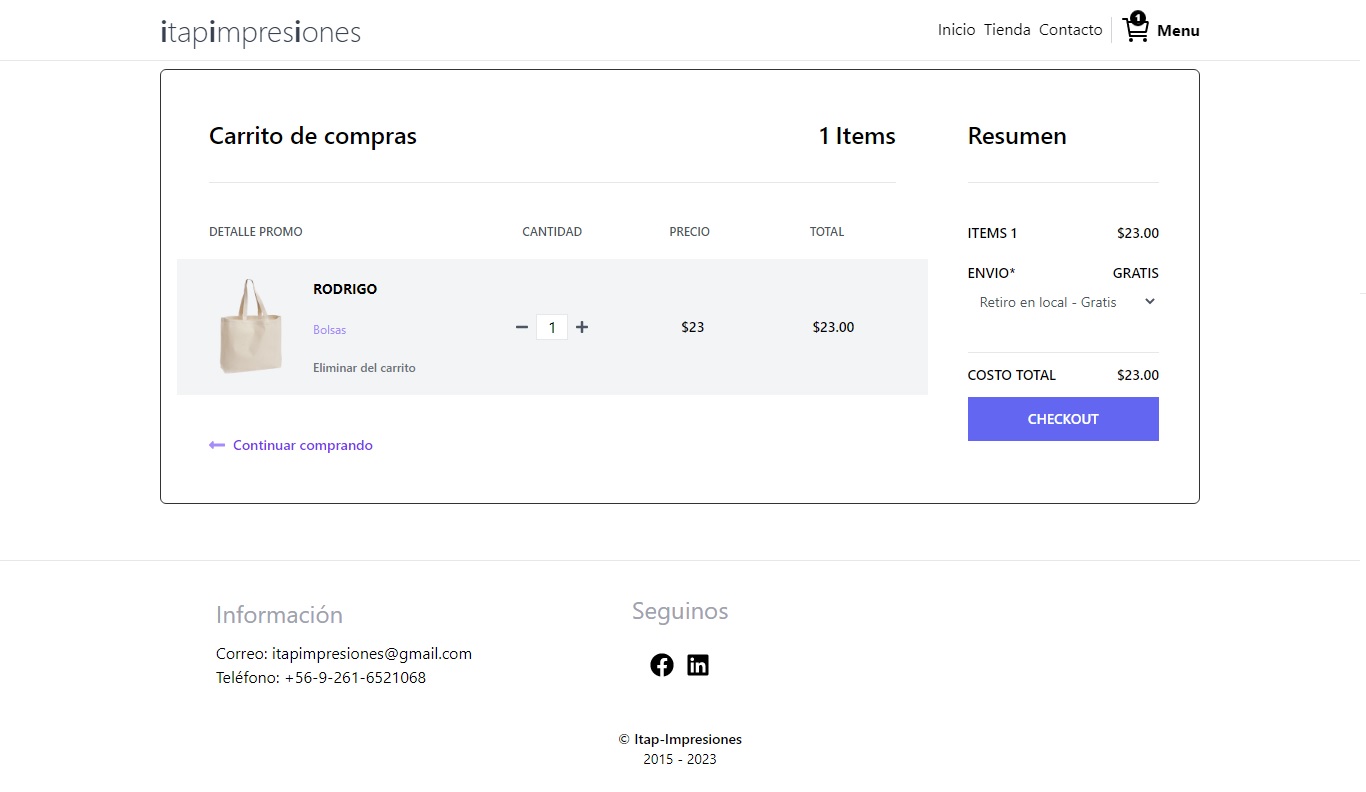 itapimpresiones
Inicio Tienda Contacto 1 Menu
Carrito de compras 1 Items
DETALLE PROMO CANTIDAD PRECIO TOTAL
RODRIGO
Bolsas
1 $23 $23.00
Eliminar del carrito
Continuar comprando
Resumen
ITEMS 1 $23.00
ENVIO* GRATIS
Retiro en local - Gratis
COSTO TOTAL $23.00
CHECKOUT
Información
Correo: itapimpresiones@gmail.com
Teléfono: +56-9-261-6521068
Seguinos
© Itap-Impresiones
2015 - 2023